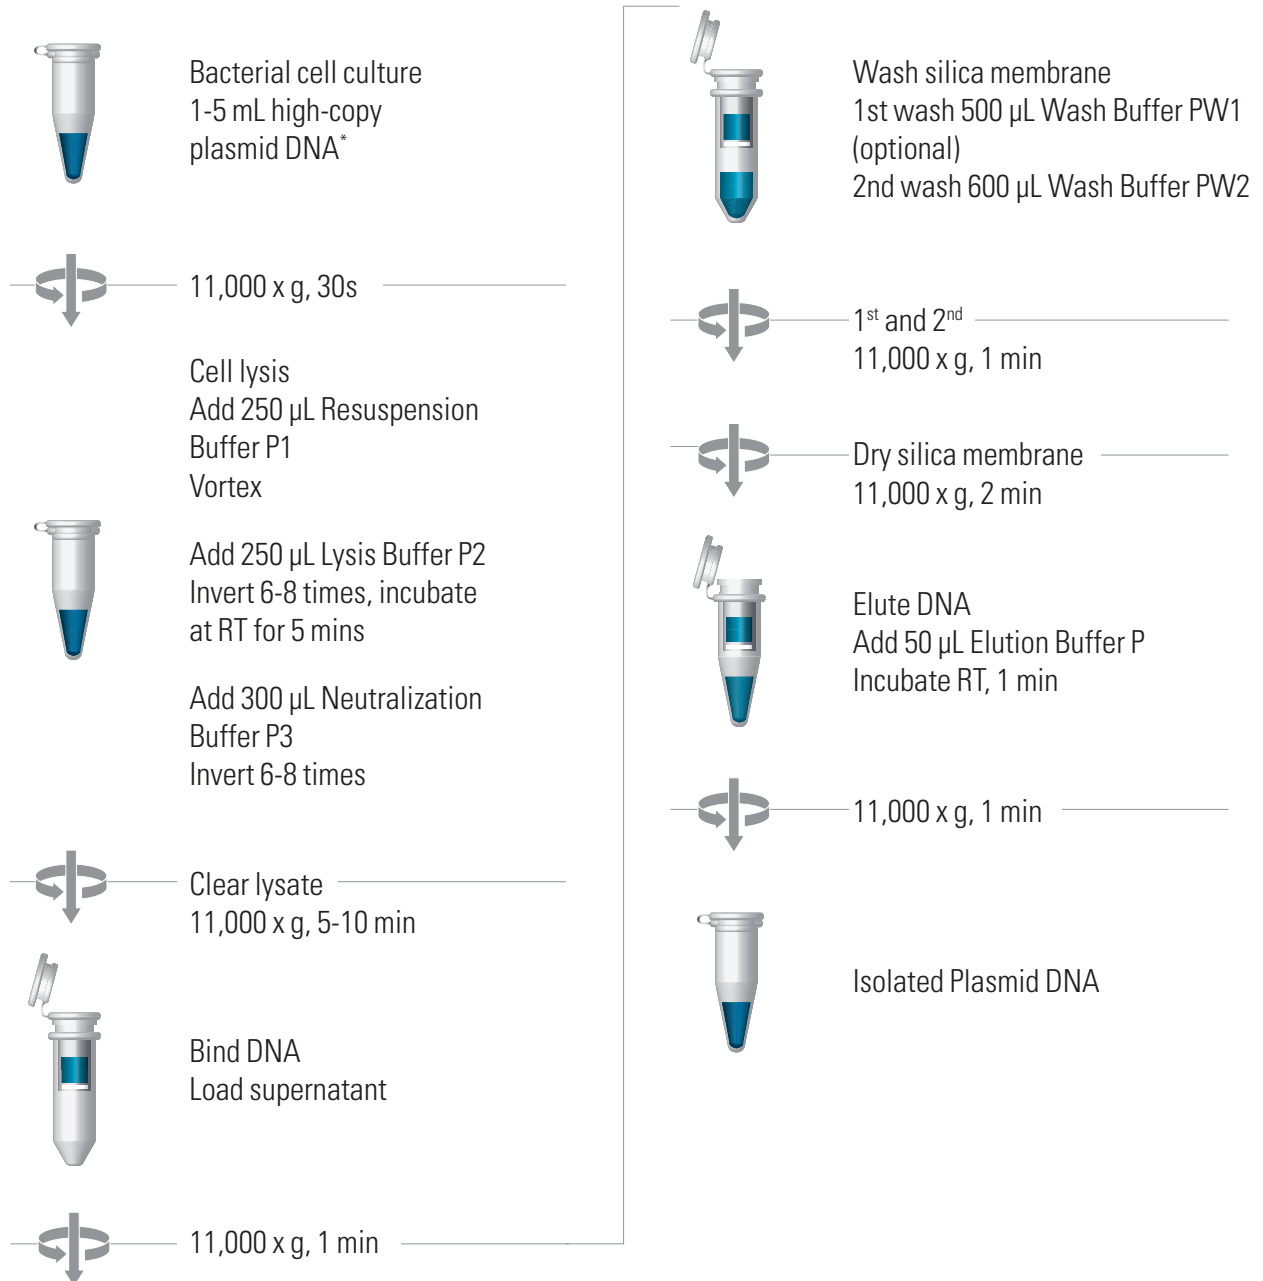 Bacterial cell culture
1-5 mL high-copy
plasmid DNA*
11,000 x g, 30s
Cell lysis
Add 250 µL Resuspension
Buffer P1
Vortex
Add 250 µL Lysis Buffer P2
Invert 6-8 times, incubate
at RT for 5 mins
Add 300 µL Neutralization
Buffer P3
Invert 6-8 times
Clear lysate
11,000 x g, 5-10 min
Bind DNA
Load supernatant
11,000 x g, 1 min
Wash silica membrane
1st wash 500 µL Wash Buffer PW1
(optional)
2nd wash 600 µL Wash Buffer PW2
1st and 2nd
11,000 x g, 1 min
Dry silica membrane
11,000 x g, 2 min
Elute DNA
Add 50 µL Elution Buffer P
Incubate RT, 1 min
11,000 x g, 1 min
Isolated Plasmid DNA